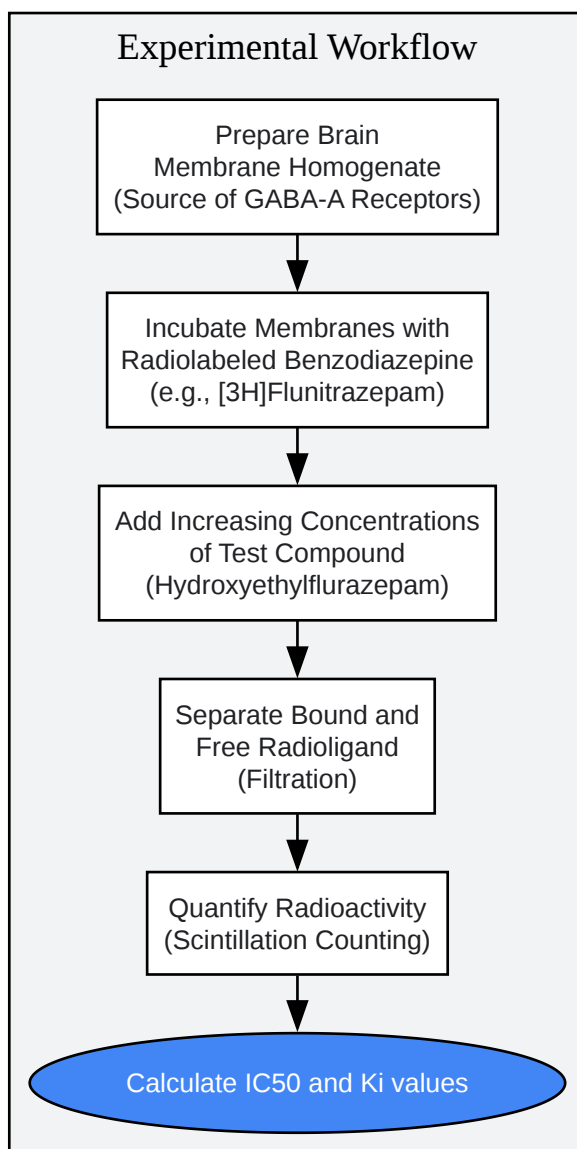 Experimental Workflow
Prepare Brain
Membrane Homogenate
(Source of GABA-A Receptors)
Incubate Membranes with
Radiolabeled Benzodiazepine
(e.g., [3H]Flunitrazepam)
Add Increasing Concentrations
of Test Compound
(Hydroxyethylflurazepam)
Separate Bound and
Free Radioligand
(Filtration)
Quantify Radioactivity
(Scintillation Counting)
Calculate IC50 and Ki values